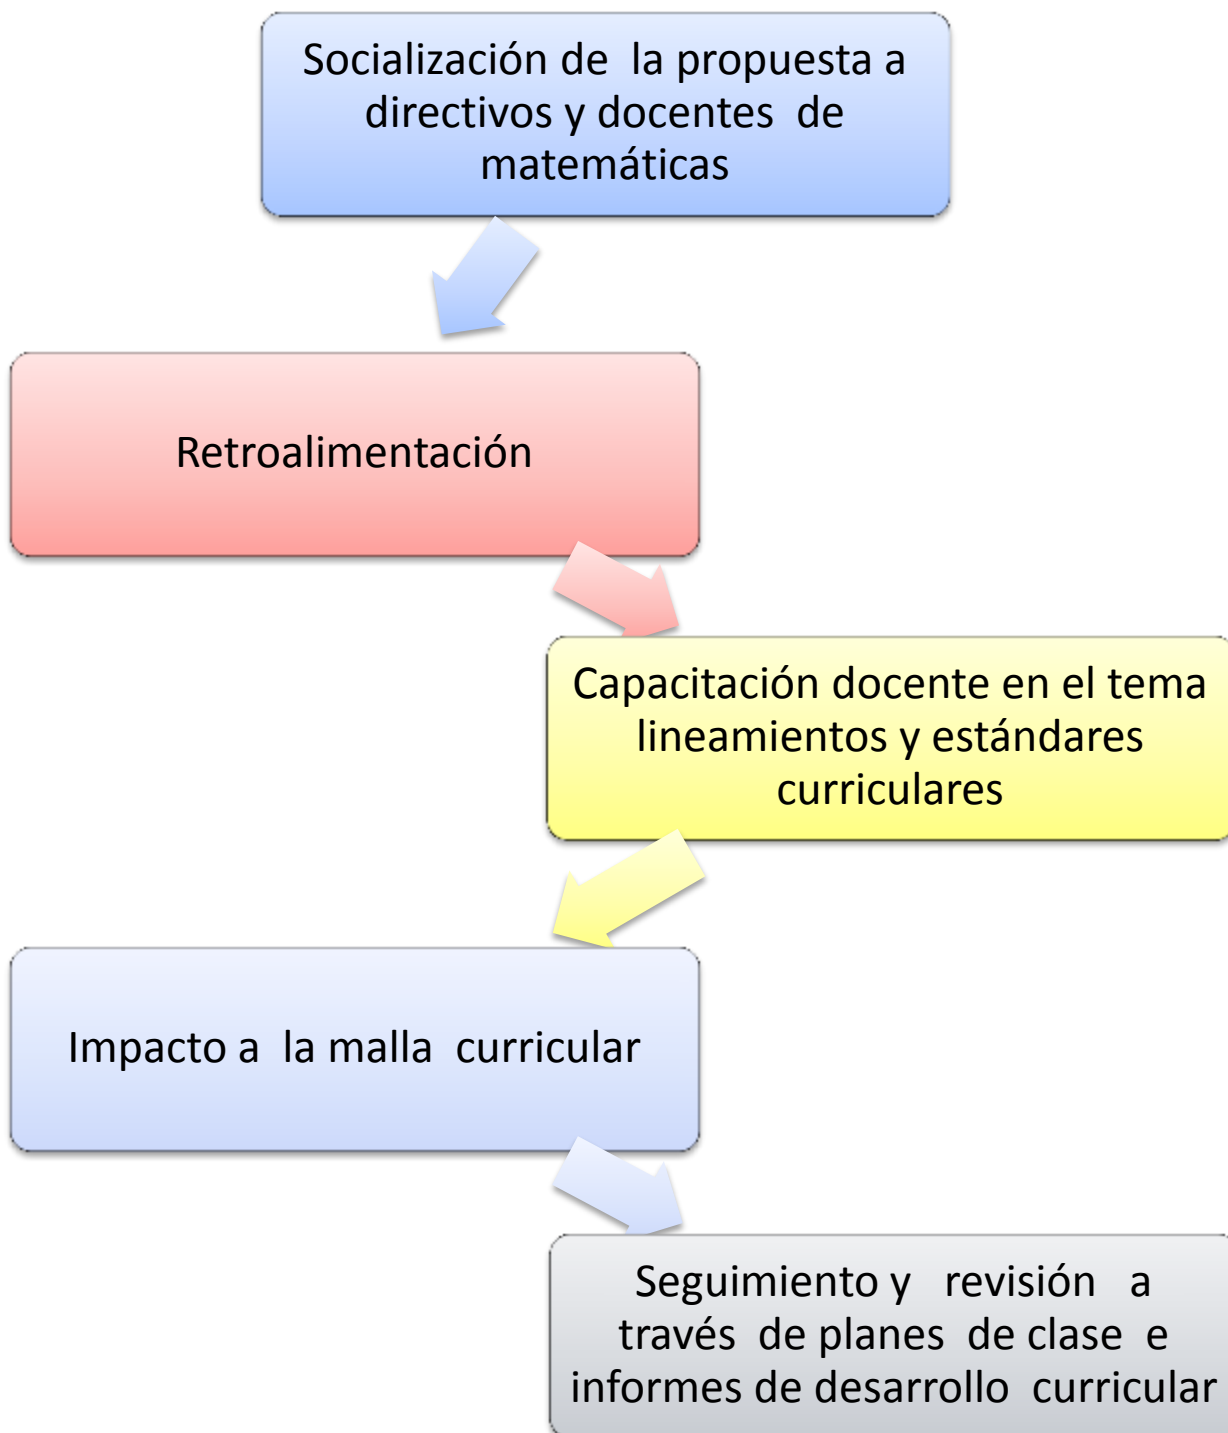 Socialización de la propuesta a
directivos y docentes de
matemáticas
Retroalimentación
Capacitación docente en el tema
lineamientos y estándares
curriculares
Impacto a la malla curricular
Seguimiento y revisión a
través de planes de clase e
informes de desarrollo curricular